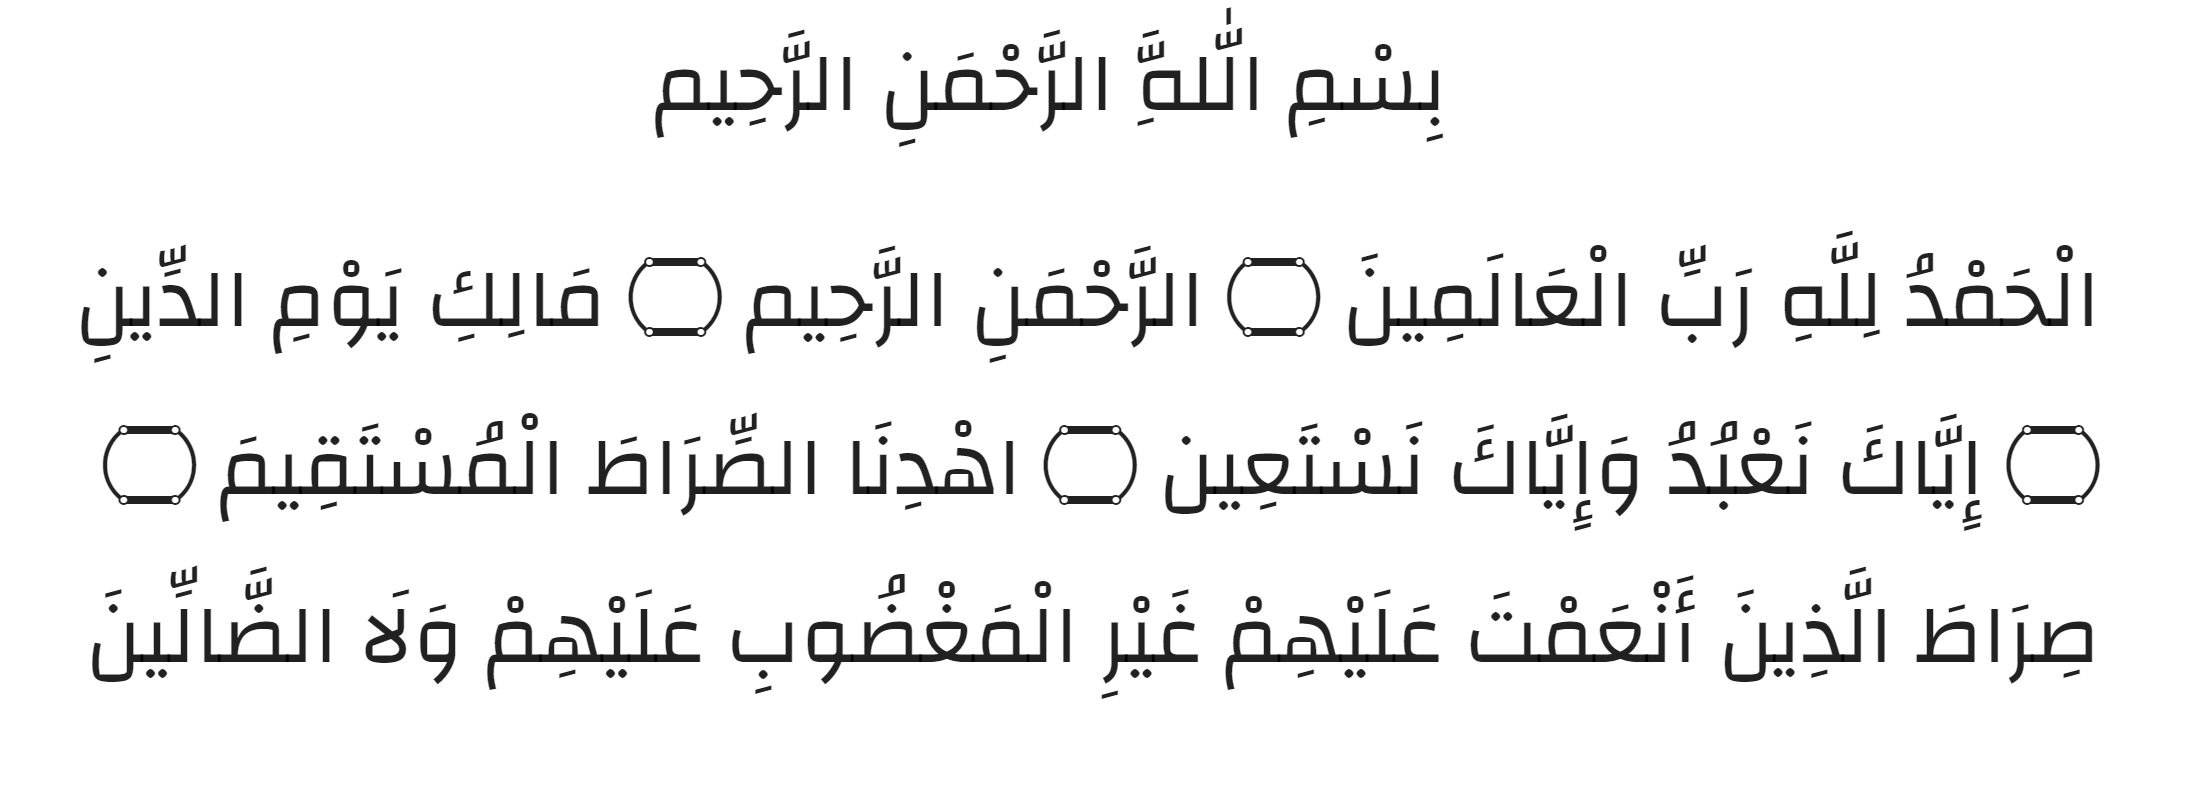 بِسْمِ اللَّٰهِ الرَّحْمَنِ الرَّحِيم
الْحَمْدُ لِلَّهِ رَبِّ الْعَالَمِينَ ۝ الرَّحْمَنِ الرَّحِيم ۝ مَالِكِ يَوْمِ الدِّينِ
۝ إِيَّاكَ نَعْبُدُ وَإِيَّاكَ نَسْتَعِين ۝ اهْدِنَا الصِّرَاطَ الْمُسْتَقِيمَ ۝
صِرَاطَ الَّذِينَ أَنْعَمْتَ عَلَيْهِمْ غَيْرِ الْمَغْضُوبِ عَلَيْهِمْ وَلَا الضَّالِّينَ